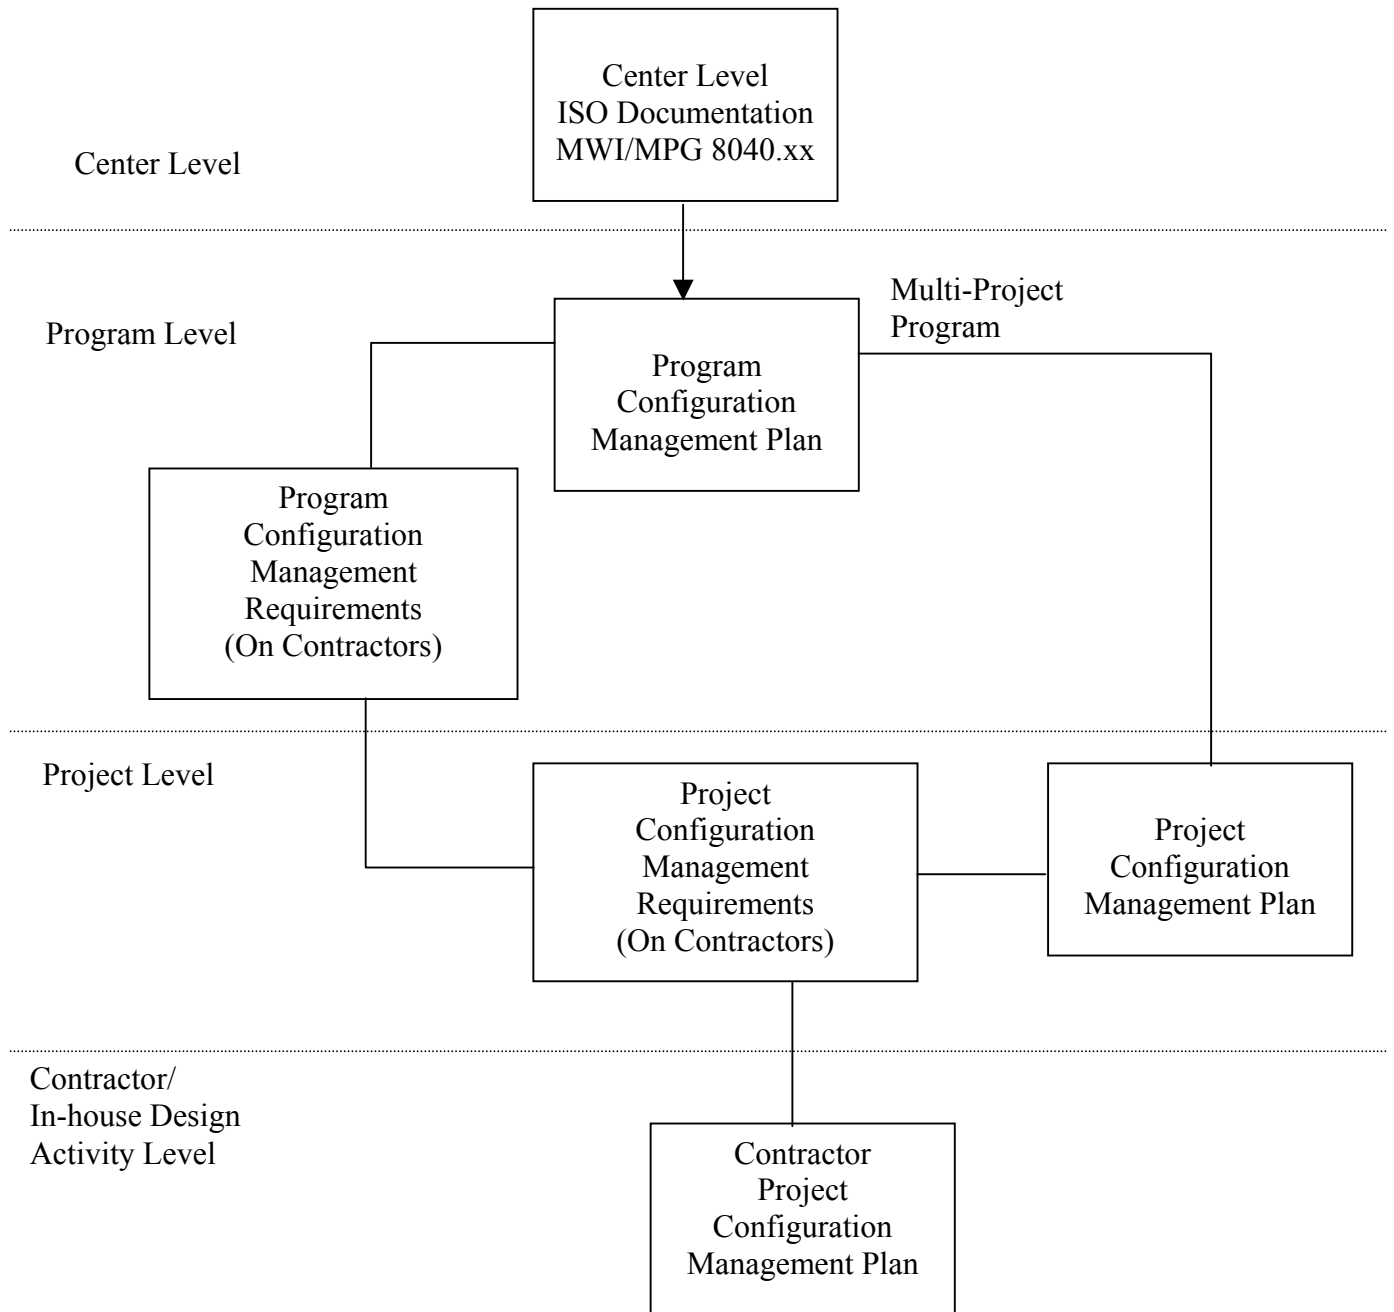 Center Level
ISO Documentation
MWI/MPG 8040.xx
Center Level
Multi-Project
Program
Program Level
Program
Configuration
Management Plan
Program
Configuration
Management
Requirements
(On Contractors)
Project Level
Project
Configuration
Management
Requirements
(On Contractors)
Project
Configuration
Management Plan
Contractor/
In-house Design
Activity Level
Contractor
Project
Configuration
Management Plan